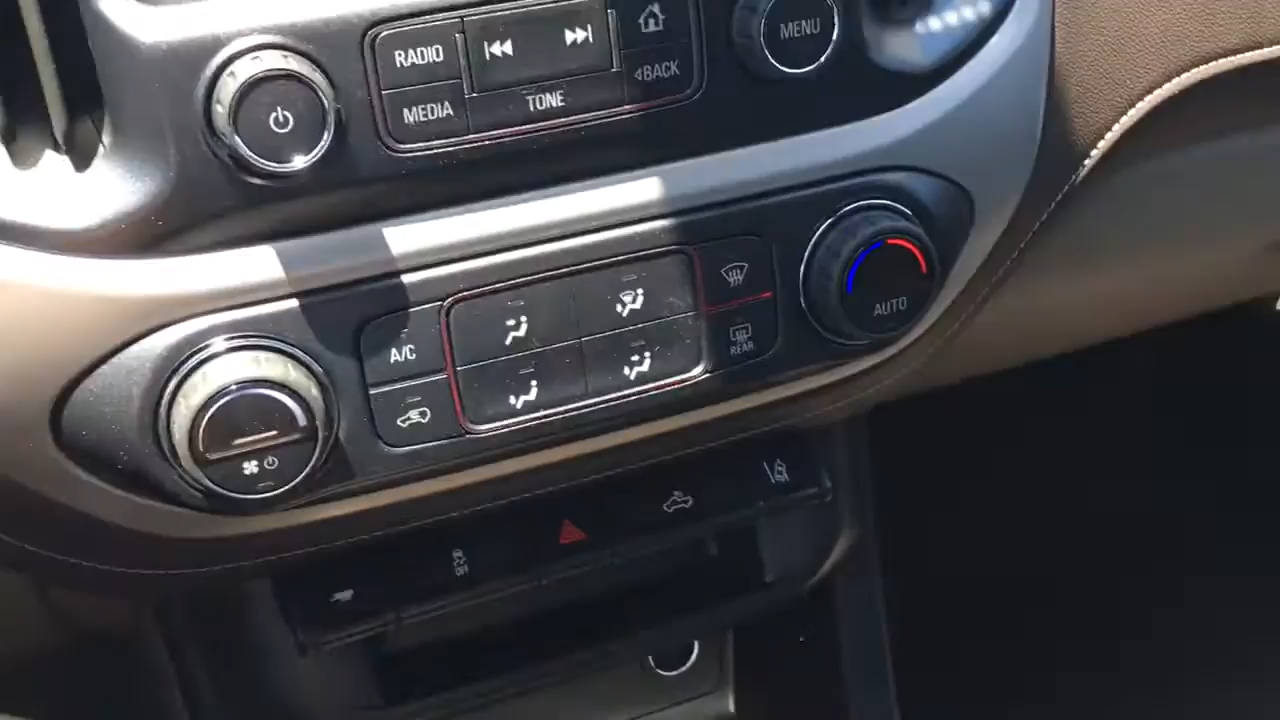 RADIO
MENU
BACK
MEDIA
TONE
A/C
AUTO
REAR
OFF